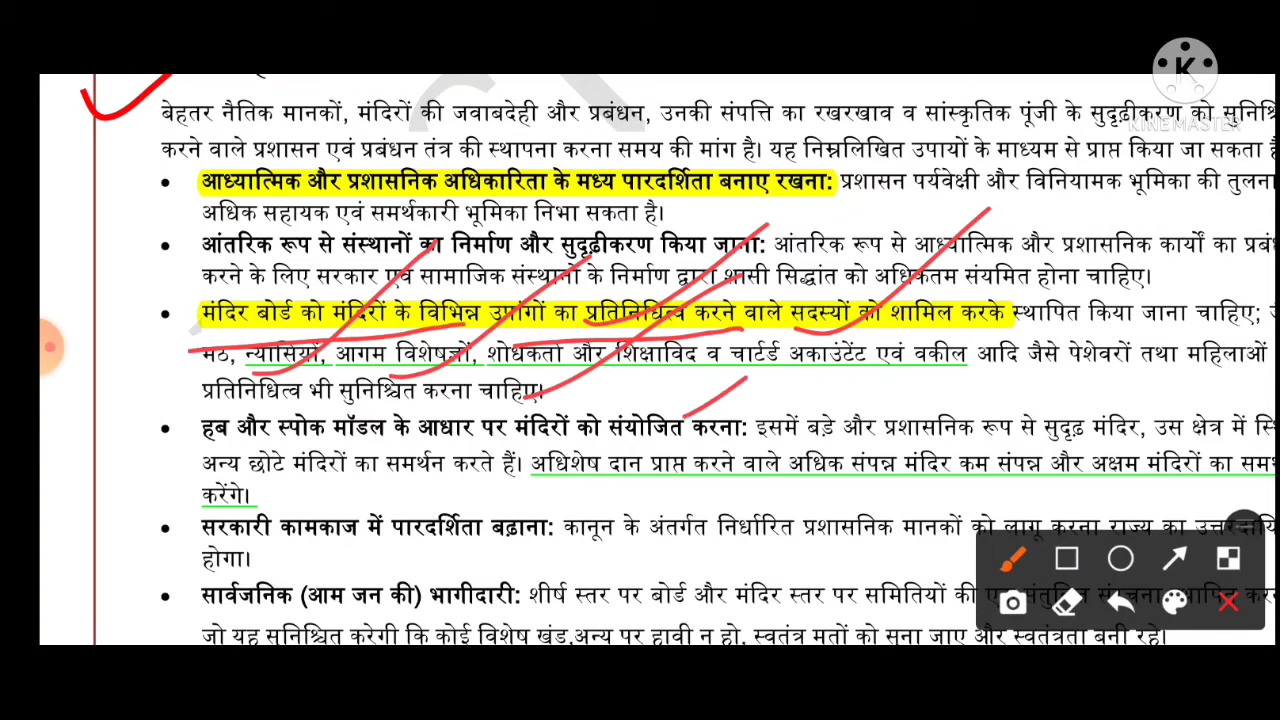 KINEMASTER
बेहतर नैतिक मानकों, मंदिरों की जवाबदेही और प्रबंधन, उनकी संपत्ति का रखरखाव व सांस्कृतिक पूंजी के सुदृढ़ीकरण को सुनिश्
करने वाले प्रशासन एवं प्रबंधन तंत्र की स्थापना करना समय की मांग है। यह निम्नलिखित उपायों के माध्यम से प्राप्त किया जा सकता है
• आध्यात्मिक और प्रशासनिक अधिकारिता के मध्य पारदर्शिता बनाए रखना: प्रशासन पर्यवेक्षी और विनियामक भूमिका की तुलना
अधिक सहायक एवं समर्थकारी भूमिका निभा सकता है।
• आंतरिक रूप से संस्थानों का निर्माण और सुदृढ़ीकरण किया जाना: आंतरिक रूप से आध्यात्मिक और प्रशासनिक कार्यों का प्रबं
करने के लिए सरकार एवं सामाजिक संस्थानों के निर्माण द्वारा शासी सिद्धांत को अधिकतम संयमित होना चाहिए।
• मंदिर बोर्ड को मंदिरों के विभिन्न उपांगों का प्रतिनिधित्व करने वाले सदस्यों को शामिल करके स्थापित किया जाना चाहिए;
मठ, न्यासियों, आगम विशेषज्ञों, शोधकर्ता और शिक्षाविद व चार्टर्ड अकाउंटेंट एवं वकील आदि जैसे पेशेवरों तथा महिलाओं
प्रतिनिधित्व भी सुनिश्चित करना चाहिए।
• हब और स्पोक मॉडल के आधार पर मंदिरों को संयोजित करना: इसमें बड़े और प्रशासनिक रूप से सुदृढ़ मंदिर, उस क्षेत्र में
अन्य छोटे मंदिरों का समर्थन करते हैं। अधिशेष दान प्राप्त करने वाले अधिक संपन्न मंदिर कम संपन्न और अक्षम मंदिरों का समर्
करेंगे।
• सरकारी कामकाज में पारदर्शिता बढ़ाना: कानून के अंतर्गत निर्धारित प्रशासनिक मानकों को लागू करना राज्य का
होगा।
• सार्वजनिक (आम जन की) भागीदारी: शीर्ष स्तर पर बोर्ड और मंदिर स्तर पर समितियों की
जो यह सुनिश्चित करेगी कि कोई विशेष खंड,अन्य पर हावी न हो, स्वतंत्र मतों को सुना जाए और स्वतंत्रता बनी रहे।